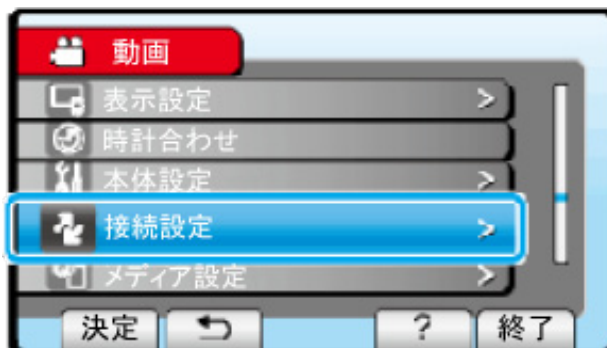 動画
表示設定 >
時計合わせ
本体設定 >
接続設定 >
メディア設定 >
決定 ? 終了